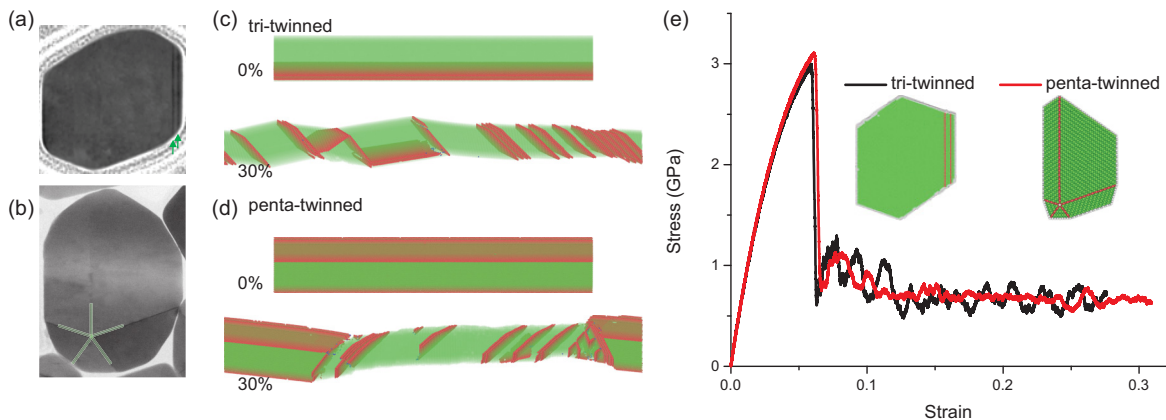 (a)
(b)
(c)
tri-twinned
0%
30%
(d)
penta-twinned
0%
30%
(e)
tri-twinned
penta-twinned
Stress (GPa)
3
2
1
0
0.0
0.1
0.2
0.3
Strain